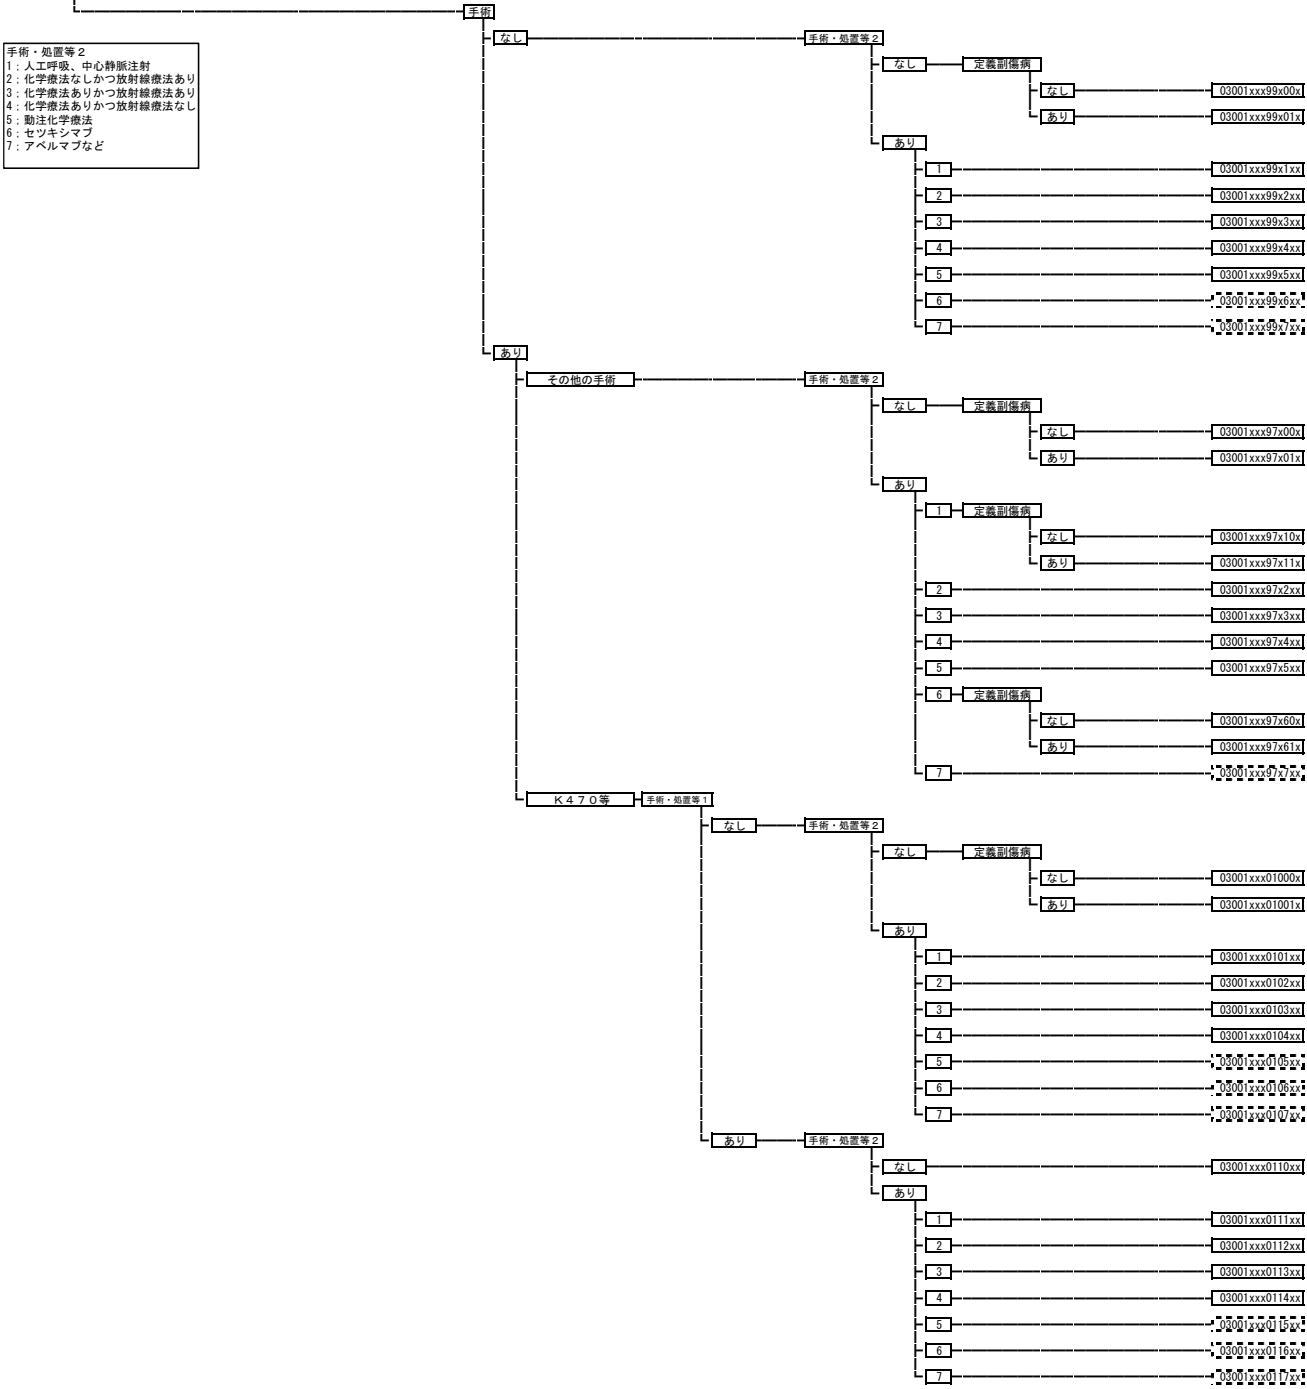 手術
手術・処置等２
1；人工呼吸、中心静脈注射
2；化学療法なしかつ放射線療法あり
3；化学療法ありかつ放射線療法あり
4；化学療法ありかつ放射線療法なし
5；動注化学療法
6；セツキシマブ
7；アベルマブなど
なし 手術・処置等２
なし 定義副傷病
なし 03001xxx99x00x
あり 03001xxx99x01x
あり
1 03001xxx99x1xx
2 03001xxx99x2xx
3 03001xxx99x3xx
4 03001xxx99x4xx
5 03001xxx99x5xx
6 03001xxx99x6xx
7 03001xxx99x7xx
あり
その他の手術 手術・処置等２
なし 定義副傷病
なし 03001xxx97x00x
あり 03001xxx97x01x
あり
1 定義副傷病
なし 03001xxx97x10x
あり 03001xxx97x11x
2 03001xxx97x2xx
3 03001xxx97x3xx
4 03001xxx97x4xx
5 03001xxx97x5xx
6 定義副傷病
なし 03001xxx97x60x
あり 03001xxx97x61x
7 03001xxx97x7xx
Ｋ４７０等 手術・処置等１
なし 手術・処置等２
なし 定義副傷病
なし 03001xxx01000x
あり 03001xxx01001x
あり
1 03001xxx0101xx
2 03001xxx0102xx
3 03001xxx0103xx
4 03001xxx0104xx
5 03001xxx0105xx
6 03001xxx0106xx
7 03001xxx0107xx
あり 手術・処置等２
なし 03001xxx0110xx
あり
1 03001xxx0111xx
2 03001xxx0112xx
3 03001xxx0113xx
4 03001xxx0114xx
5 03001xxx0115xx
6 03001xxx0116xx
7 03001xxx0117xx